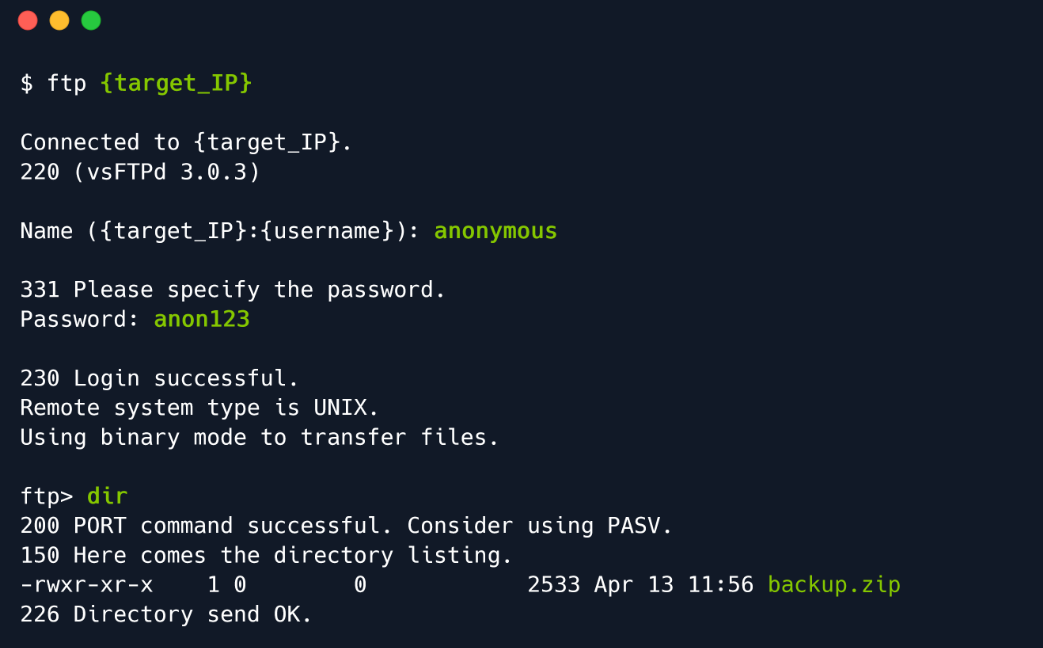 $ ftp {target_IP}
Connected to {target_IP}.
220 (vsFTPd 3.0.3)
Name ({target_IP}:{username}): anonymous
331 Please specify the password.
Password: anon123
230 Login successful.
Remote system type is UNIX.
Using binary mode to transfer files.
ftp> dir
200 PORT command successful. Consider using PASV.
150 Here comes the directory listing.
-rwxr-xr-x    1 0        0            2533 Apr 13 11:56 backup.zip
226 Directory send OK.